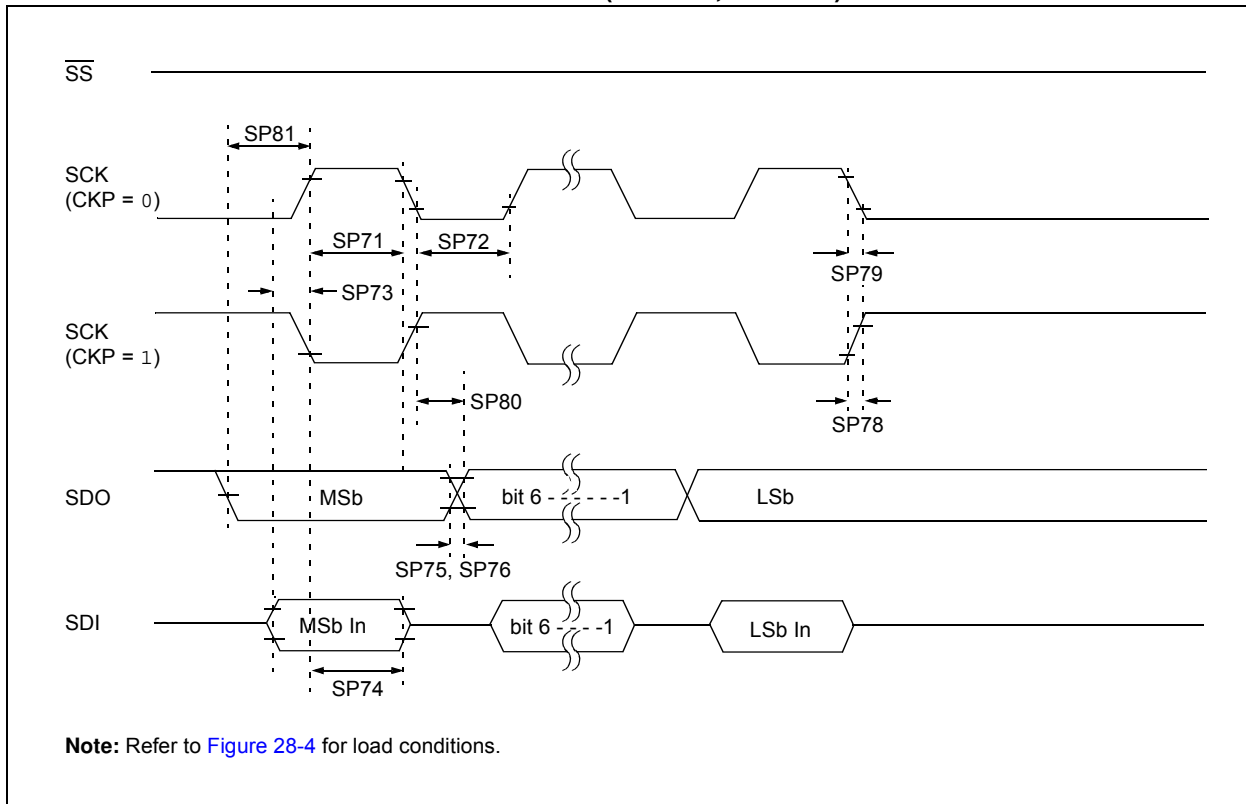 SS
SP81
SCK
(CKP = 0)
SP71
SP72
SP79
SP73
SCK
(CKP = 1)
SP80
SP78
SDO
MSb
bit 6 - - - - - -1
LSb
SP75, SP76
SDI
MSb In
bit 6 - - - -1
LSb In
SP74
Note: Refer to Figure 28-4 for load conditions.